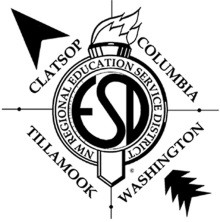 CLATSOP
COLUMBIA
NW REGIONAL EDUCATION SERVICE DISTRICT
ESD
TILLAMOOK
WASHINGTON
®